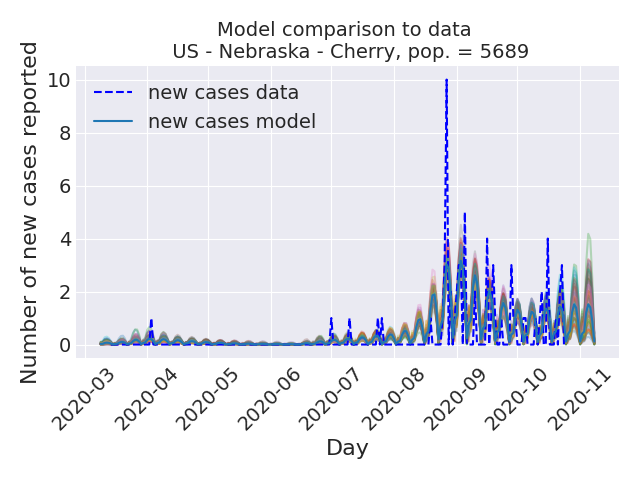 Model comparison to data
US - Nebraska - Cherry, pop. = 5689
Number of new cases reported
10
8
6
4
2
0
new cases data
new cases model
2020-03
2020-04
2020-05
2020-06
2020-07
2020-08
2020-09
2020-10
2020-11
Day